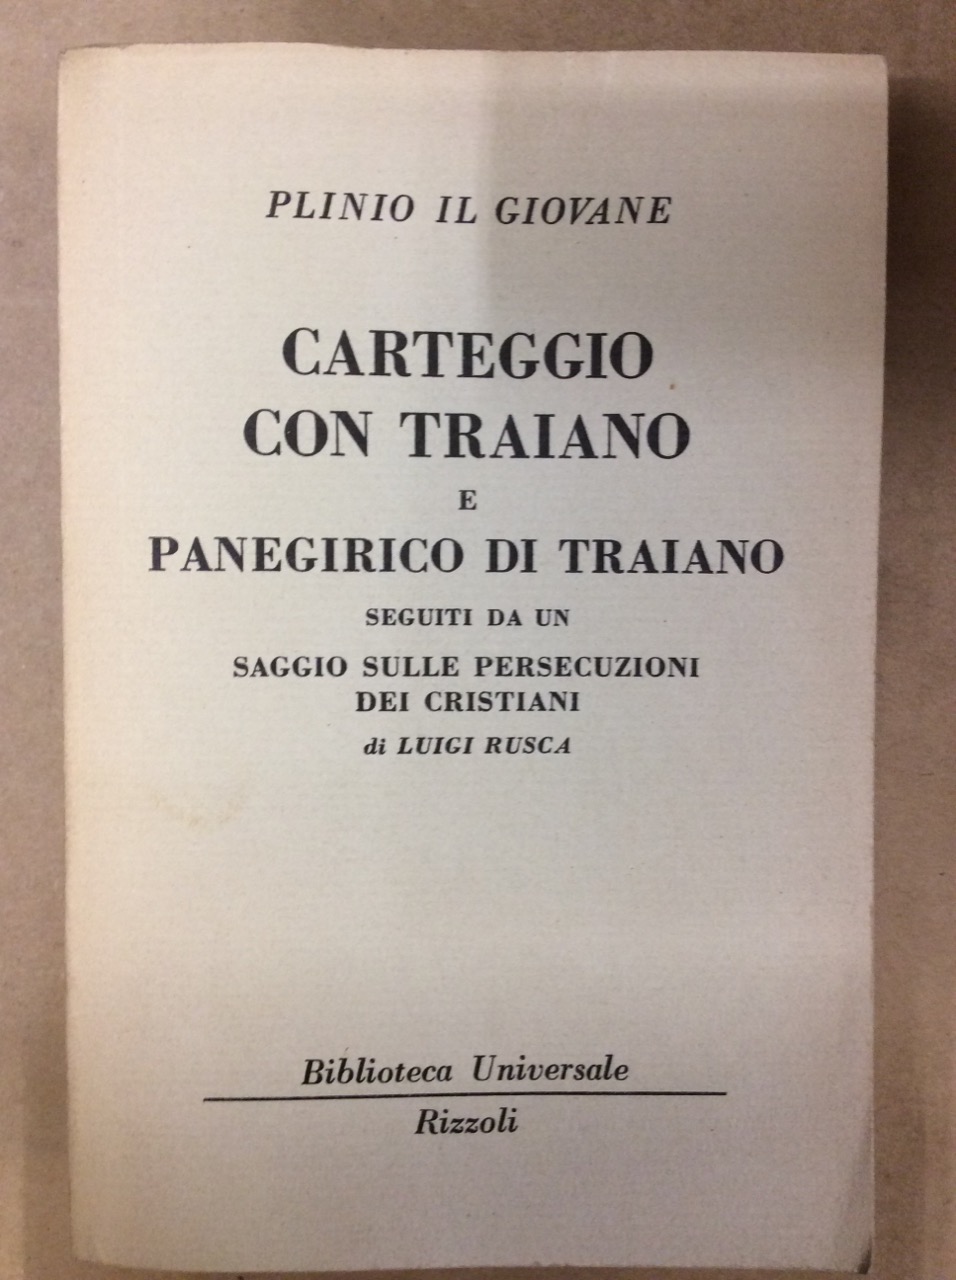 PLINIO IL GIOVANE
CARTEGGIO
CON TRAIANO
E
PANEGIRICO DI TRAIANO
SEGUITI DA UN
SAGGIO SULLE PERSECUZIONI
DEI CRISTIANI
di LUIGI RUSCA
Biblioteca Universale
Rizzoli